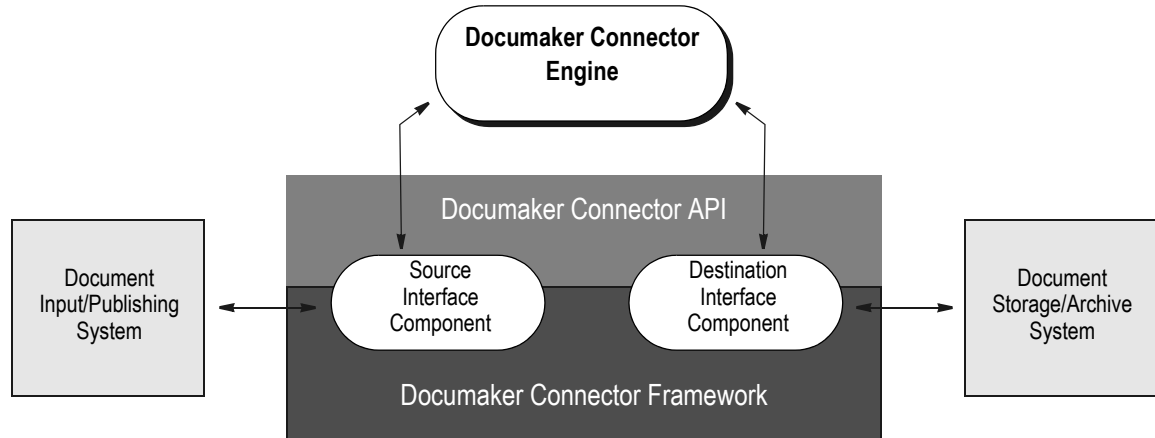 Documaker Connector
Engine
Documaker Connector API
Document
Input/Publishing
System
Source
Interface
Component
Destination
Interface
Component
Document
Storage/Archive
System
Documaker Connector Framework